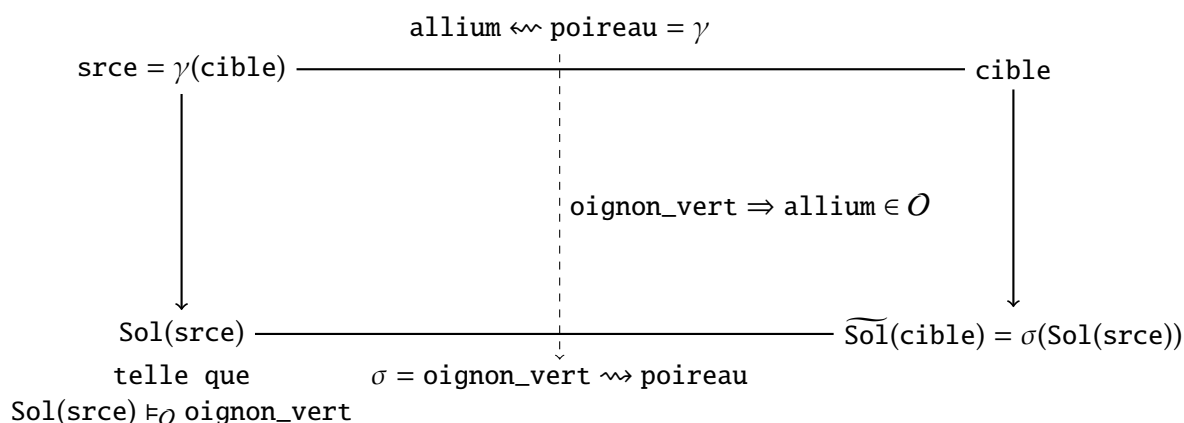 allium ⇜ poireau = γ
srce = γ(cible)
cible
oignon_vert ⇒ allium ∈ 𝒪
Sol(srce)
S͠ol(cible) = σ(Sol(srce))
telle que
σ = oignon_vert ⇝ poireau
Sol(srce) ⊨𝒪 oignon_vert